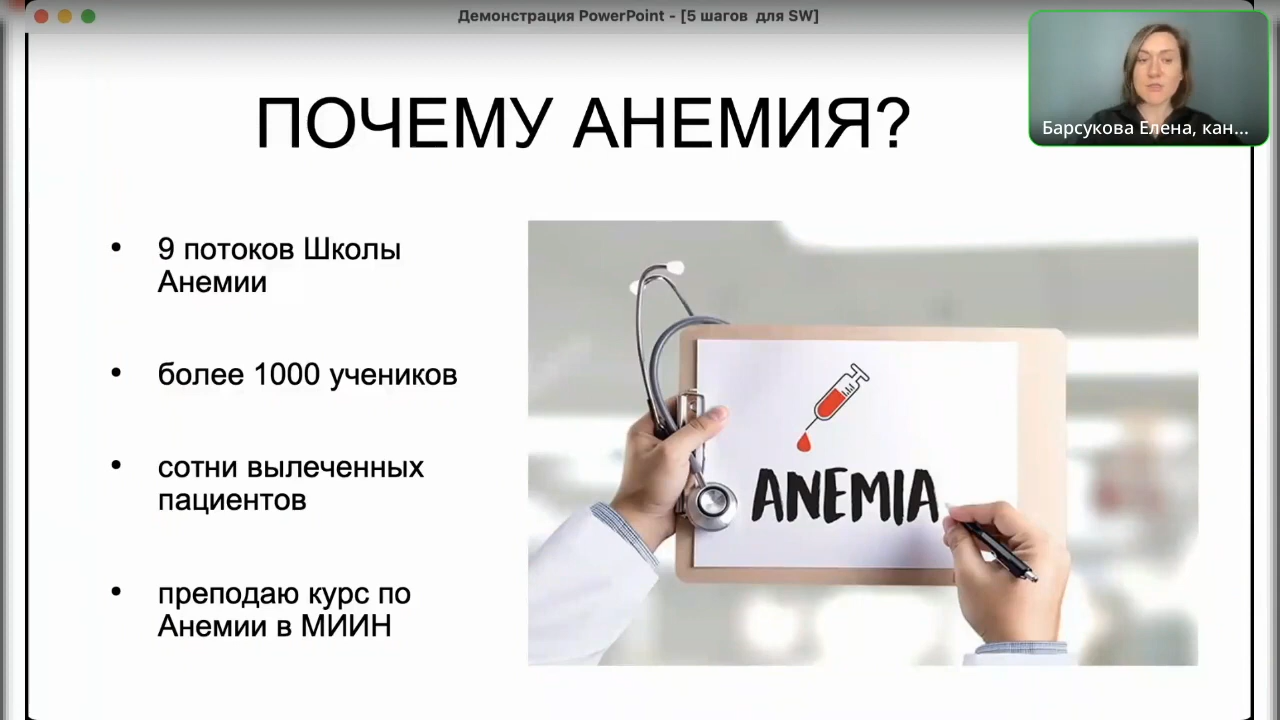 Демонстрация PowerPoint - [5 шагов для SW]
Барсукова Елена, кан...
ПОЧЕМУ АНЕМИЯ?
• 9 потоков Школы
Анемии
• более 1000 учеников
• сотни вылеченных
пациентов
• преподаю курс по
Анемии в МИИН
ANEMIA